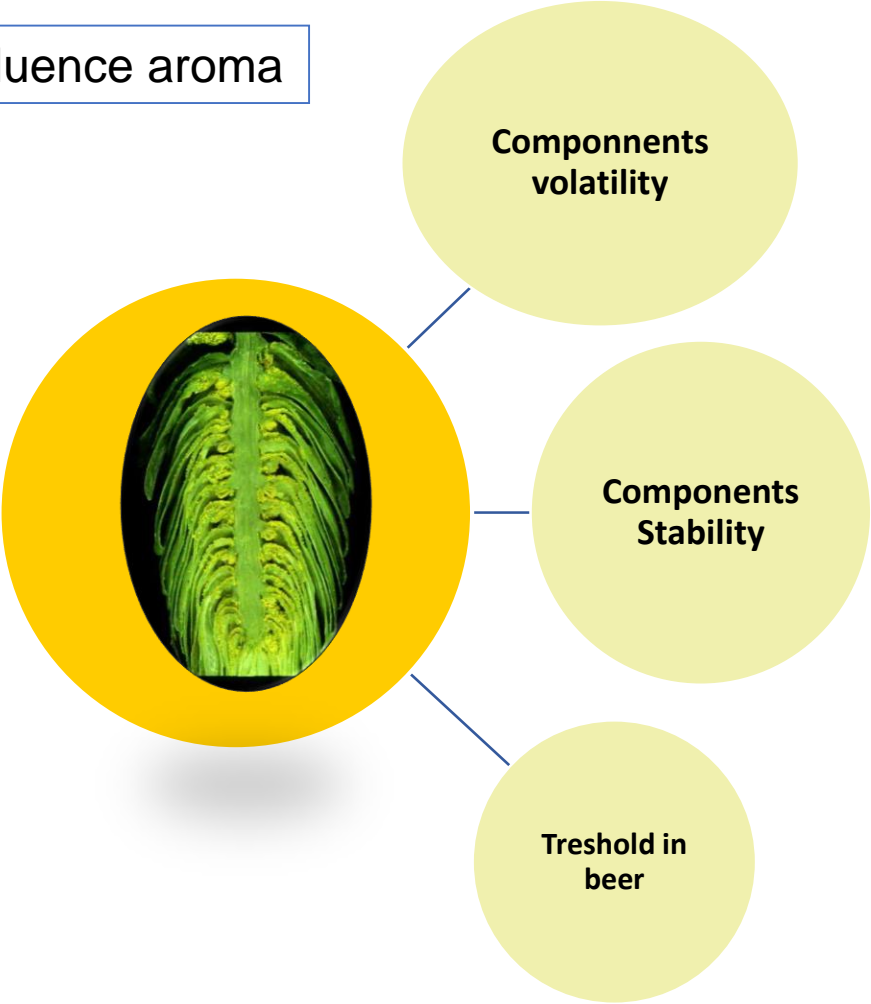 luence aroma
Componnents
volatility
Components
Stability
Treshold in
beer